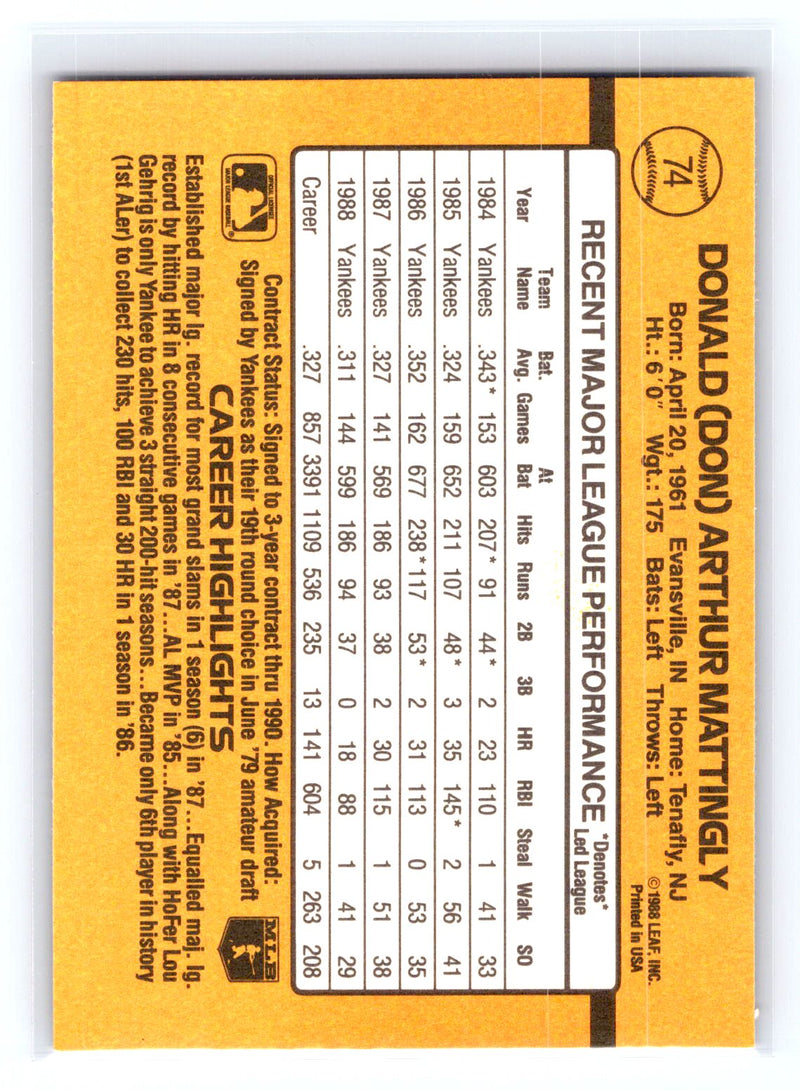 74
DONALD (DON) ARTHUR MATTINGLY
Born: April 20, 1961 Evansville, IN Home: Tenafly, NJ
Ht.: 6'0" Wgt.: 175 Bats: Left Throws: Left
©1988 LEAF, INC.
Printed in USA
RECENT MAJOR LEAGUE PERFORMANCE *Denotes*
Led League
Year Team Name Bat. Avg. Games At Bat Hits Runs 2B 3B HR RBI Steal Walk SO
1984 Yankees .343* 153 603 207* 91 44* 2 23 110 1 41 33
1985 Yankees .324 159 652 211 107 48* 3 35 145* 2 56 41
1986 Yankees .352 162 677 238* 117 53* 2 31 113 0 53 35
1987 Yankees .327 141 569 186 93 38 2 30 115 1 51 38
1988 Yankees .311 144 599 186 94 37 0 18 88 1 41 29
Career .327 857 3391 1109 536 235 13 141 604 5 263 208
OFFICIAL LICENSEE
MAJOR LEAGUE BASEBALL
®
Contract Status: Signed to 3-year contract thru 1990. How Acquired:
Signed by Yankees as their 19th round choice in June '79 amateur draft
MLB
CAREER HIGHLIGHTS
Established major lg. record for most grand slams in 1 season (6) in '87...Equalled maj. lg.
record by hitting HR in 8 consecutive games in '87...AL MVP in '85...Along with HoFer Lou
Gehrig is only Yankee to achieve 3 straight 200-hit seasons...Became only 6th player in history
(1st ALer) to collect 230 hits, 100 RBI and 30 HR in 1 season in '86.